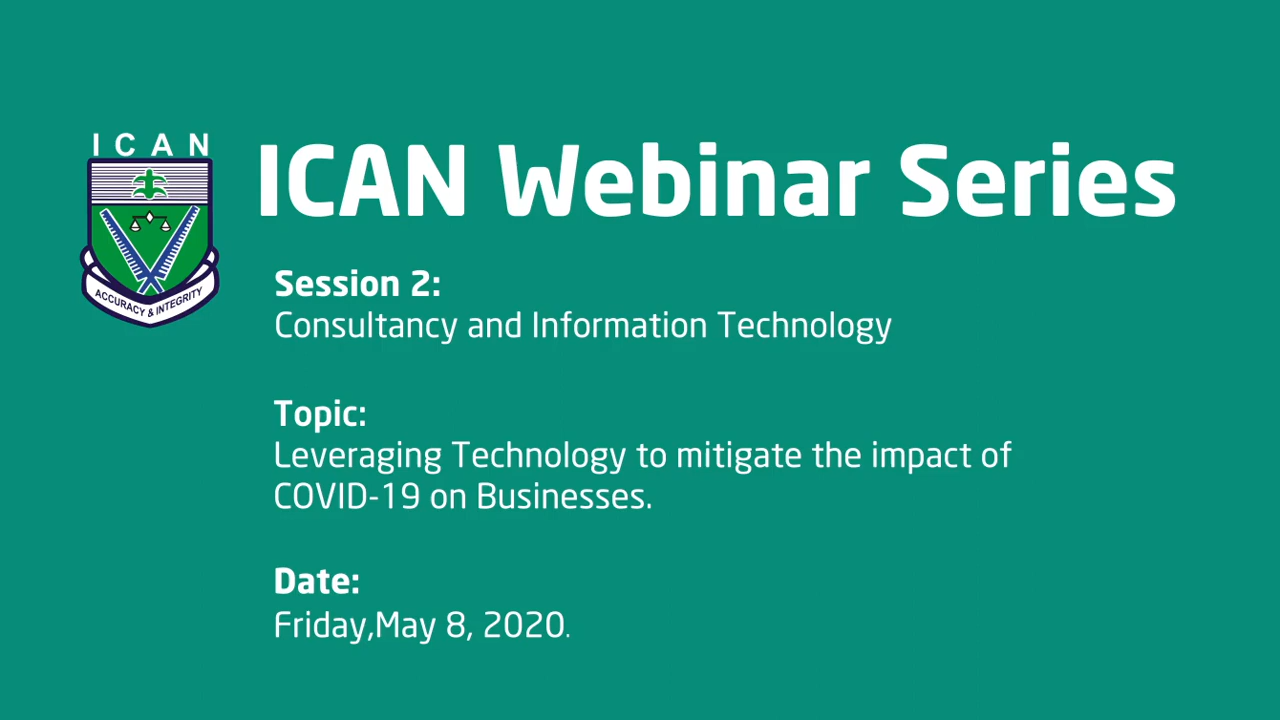 ICAN
ICAN Webinar Series
ACCURACY & INTEGRITY
Session 2:
Consultancy and Information Technology
Topic:
Leveraging Technology to mitigate the impact of
COVID-19 on Businesses.
Date:
Friday,May 8, 2020.